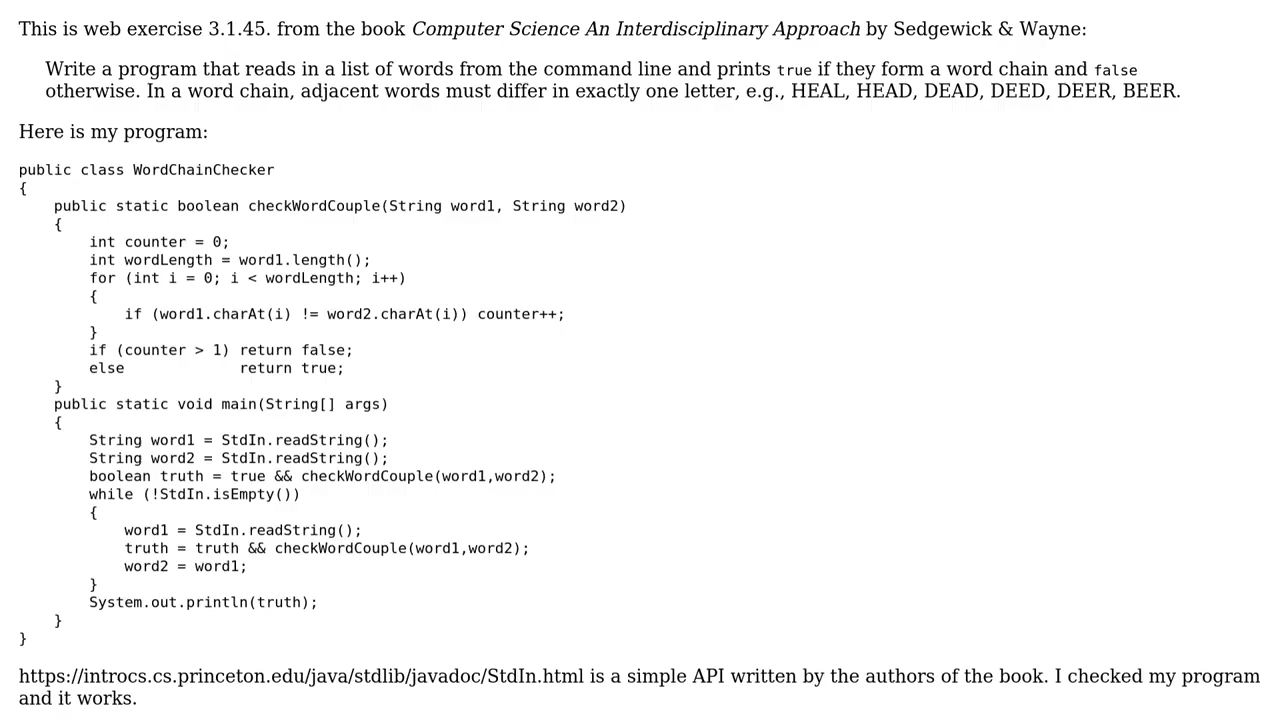 This is web exercise 3.1.45. from the book Computer Science An Interdisciplinary Approach by Sedgewick & Wayne:
Write a program that reads in a list of words from the command line and prints true if they form a word chain and false
otherwise. In a word chain, adjacent words must differ in exactly one letter, e.g., HEAL, HEAD, DEAD, DEED, DEER, BEER.
Here is my program:
public class WordChainChecker
{
    public static boolean checkWordCouple(String word1, String word2)
    {
        int counter = 0;
        int wordLength = word1.length();
        for (int i = 0; i < wordLength; i++)
        {
            if (word1.charAt(i) != word2.charAt(i)) counter++;
        }
        if (counter > 1) return false;
        else             return true;
    }
    public static void main(String[] args)
    {
        String word1 = StdIn.readString();
        String word2 = StdIn.readString();
        boolean truth = true && checkWordCouple(word1,word2);
        while (!StdIn.isEmpty())
        {
            word1 = StdIn.readString();
            truth = truth && checkWordCouple(word1,word2);
            word2 = word1;
        }
        System.out.println(truth);
    }
}
https://introcs.cs.princeton.edu/java/stdlib/javadoc/StdIn.html is a simple API written by the authors of the book. I checked my program
and it works.